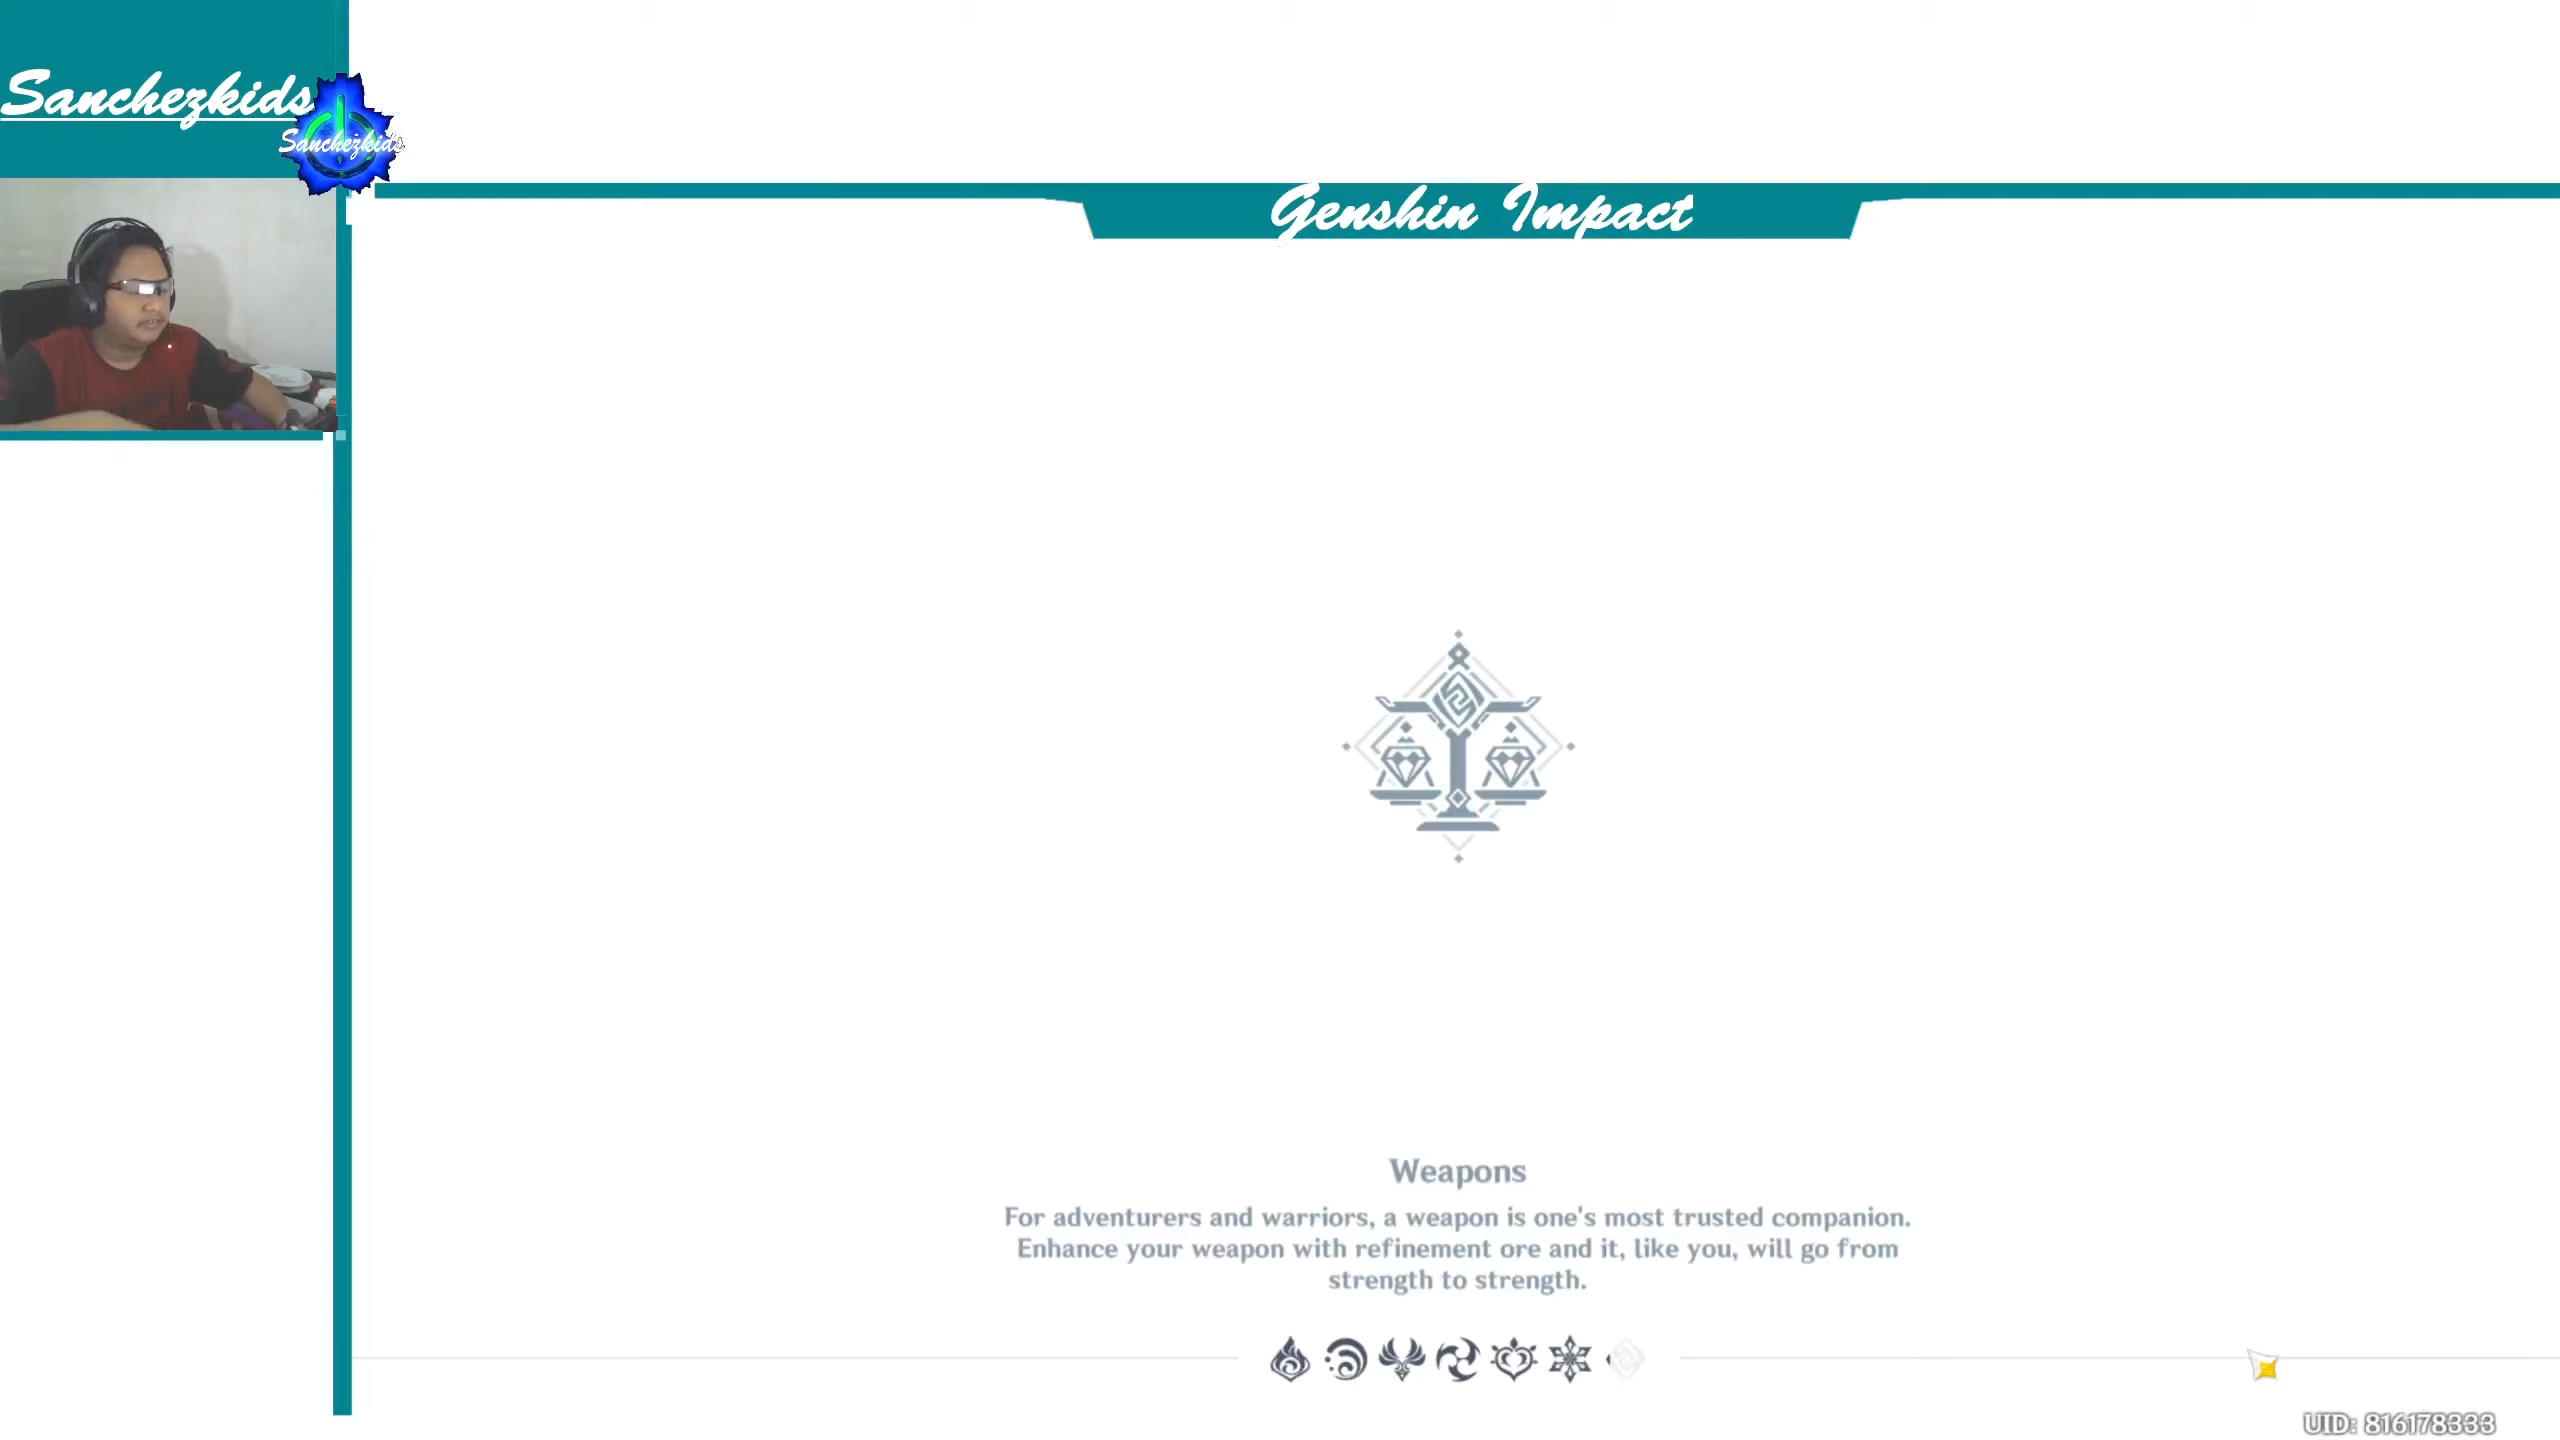 Sanchezkids
Sanchezkids
Genshin Impact
Weapons
For adventurers and warriors, a weapon is one's most trusted companion.
Enhance your weapon with refinement ore and it, like you, will go from
strength to strength.
UID: 816178333